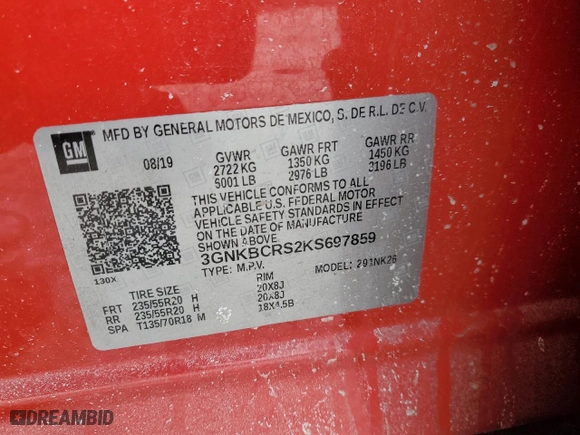 GM
MFD BY GENERAL MOTORS DE MEXICO, S. DE R.L. DE C.V.
08/19 GVWR GAWR FRT GAWR RR
2722 KG 1350 KG 1450 KG
6001 LB 2976 LB 3196 LB
THIS VEHICLE CONFORMS TO ALL
APPLICABLE U.S. FEDERAL MOTOR
VEHICLE SAFETY STANDARDS IN EFFECT
ON THE DATE OF MANUFACTURE
SHOWN ABOVE.
3GNKBCRS2KS697859
TYPE: M.P.V. MODEL: 291NK26
130X
TIRE SIZE RIM
FRT 235/55R20 H 20X8J
RR 235/55R20 H 20X8J
SPA T135/70R18 M 18X4.5B
©DREAMBID